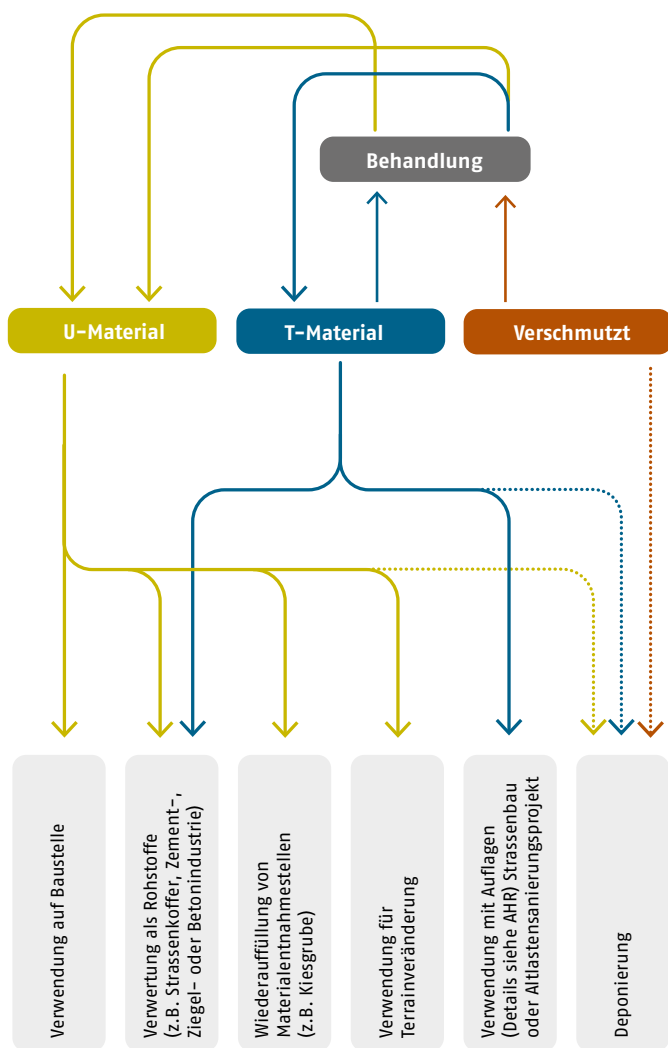 Behandlung
U-Material
T-Material
Verschmutzt
Verwendung auf Baustelle
Verwertung als Rohstoffe
(z.B. Strassenkoffer, Zement-,
Ziegel- oder Betonindustrie)
Wiederauffüllung von
Materialentnahmestellen
(z.B. Kiesgrube)
Verwendung für
Terrainveränderung
Verwendung mit Auflagen
(Details siehe AHR) Strassenbau
oder Altlastensanierungsprojekt
Deponierung